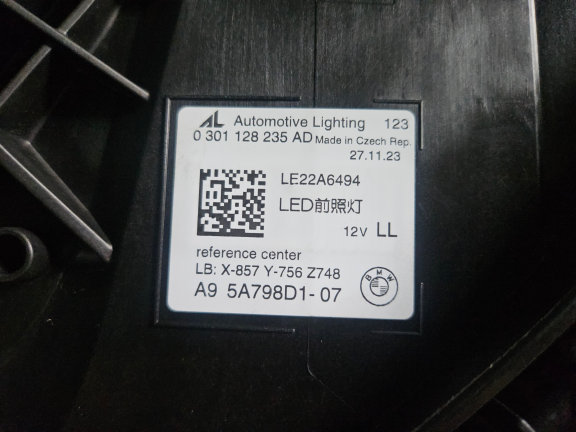 AL Automotive Lighting 123
0 301 128 235 AD Made in Czech Rep.
27.11.23
LE22A6494
LED前照灯
12V LL
reference center
LB: X-857 Y-756 Z748
A9 5A798D1-07
BMW